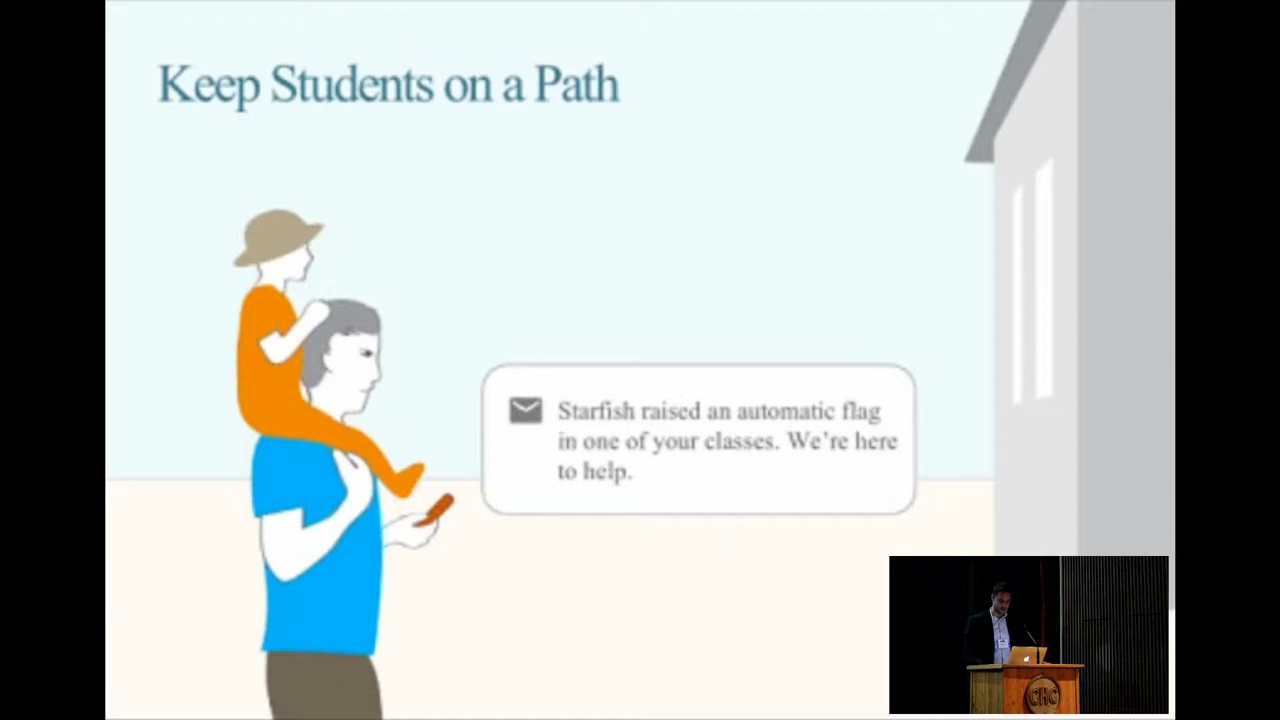 Keep Students on a Path
Starfish raised an automatic flag
in one of your classes. We're here
to help.
CHC